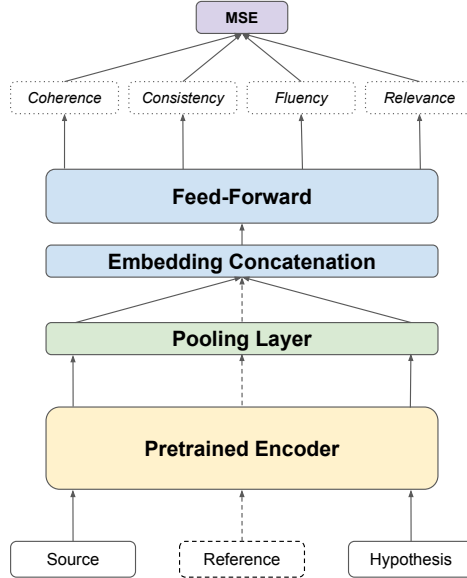 MSE
Coherence Consistency Fluency Relevance
Feed-Forward
Embedding Concatenation
Pooling Layer
Pretrained Encoder
Source Reference Hypothesis